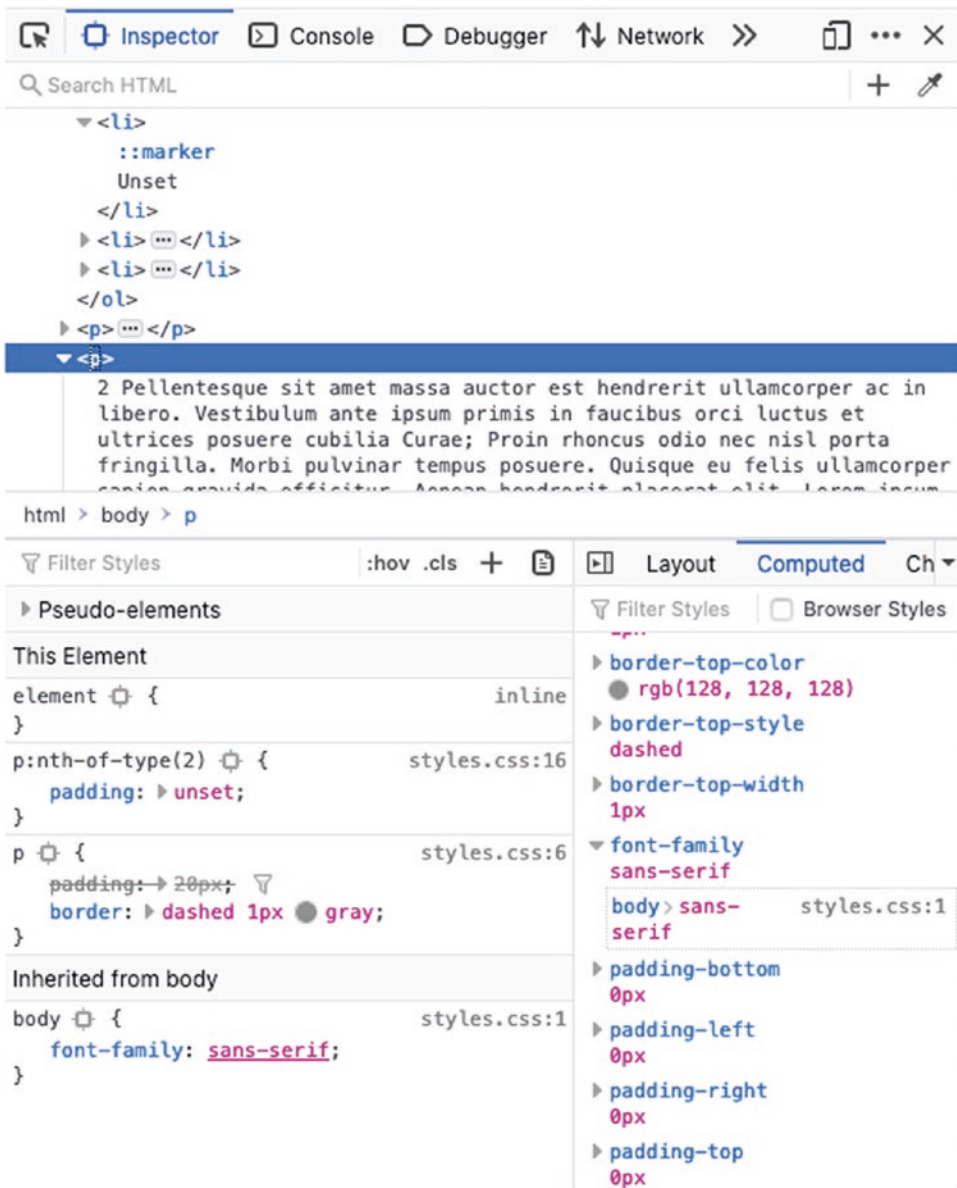 Inspector Console Debugger Network
Search HTML
<li>
::marker
Unset
</li>
<li> </li>
<li> </li>
</ol>
<p> </p>
<p>
2 Pellentesque sit amet massa auctor est hendrerit ullamcorper ac in
libero. Vestibulum ante ipsum primis in faucibus orci luctus et
ultrices posuere cubilia Curae; Proin rhoncus odio nec nisl porta
fringilla. Morbi pulvinar tempus posuere. Quisque eu felis ullamcorper
html > body > p
Filter Styles :hov .cls +
Pseudo-elements
This Element
element { inline
}
p:nth-of-type(2) { styles.css:16
padding: unset;
}
p { styles.css:6
padding: 20px;
border: dashed 1px gray;
}
Inherited from body
body { styles.css:1
font-family: sans-serif;
}
Layout Computed Ch
Filter Styles Browser Styles
border-top-color
rgb(128, 128, 128)
border-top-style
dashed
border-top-width
1px
font-family
sans-serif
body > sans- styles.css:1
serif
padding-bottom
0px
padding-left
0px
padding-right
0px
padding-top
0px